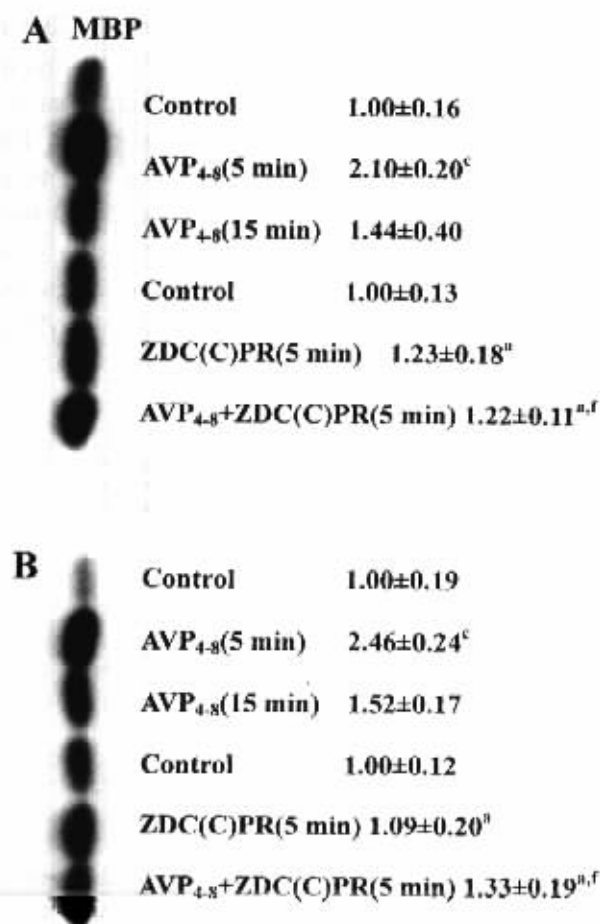 A MBP
Control 1.00±0.16
AVP₄₋₈(5 min) 2.10±0.20ᶜ
AVP₄₋₈(15 min) 1.44±0.40
Control 1.00±0.13
ZDC(C)PR(5 min) 1.23±0.18ᵃ
AVP₄₋₈+ZDC(C)PR(5 min) 1.22±0.11ᵃ,ᶠ
B
Control 1.00±0.19
AVP₄₋₈(5 min) 2.46±0.24ᶜ
AVP₄₋₈(15 min) 1.52±0.17
Control 1.00±0.12
ZDC(C)PR(5 min) 1.09±0.20ᵃ
AVP₄₋₈+ZDC(C)PR(5 min) 1.33±0.19ᵃ,ᶠ